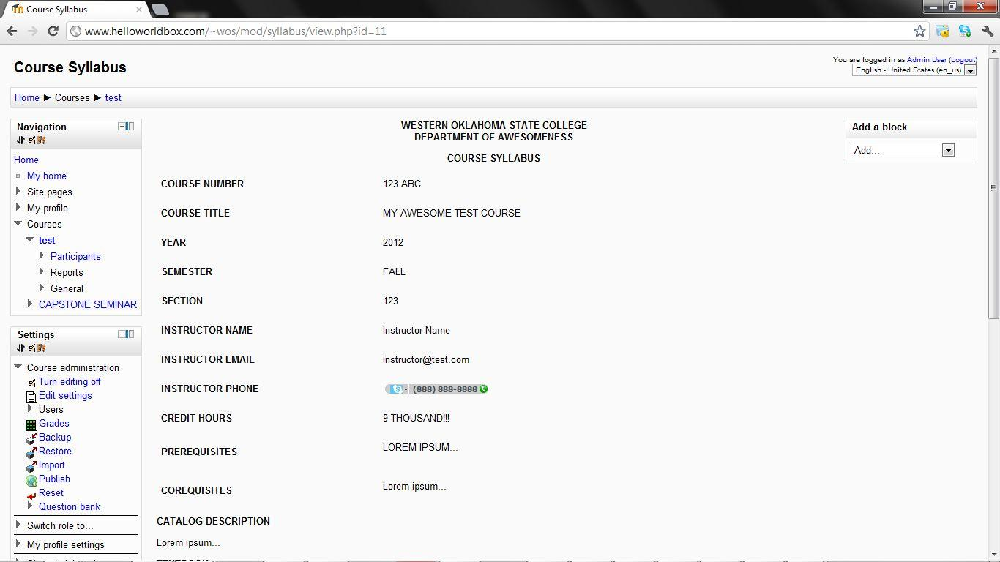 Course Syllabus
www.helloworldbox.com/~wos/mod/syllabus/view.php?id=11
Course Syllabus
You are logged in as Admin User (Logout)
English - United States (en_us)
Home ► Courses ► test
Navigation
Home
My home
Site pages
My profile
Courses
test
Participants
Reports
General
CAPSTONE SEMINAR
Settings
Course administration
Turn editing off
Edit settings
Users
Grades
Backup
Restore
Import
Publish
Reset
Question bank
Switch role to...
My profile settings
WESTERN OKLAHOMA STATE COLLEGE
DEPARTMENT OF AWESOMENESS
COURSE SYLLABUS
COURSE NUMBER 123 ABC
COURSE TITLE MY AWESOME TEST COURSE
YEAR 2012
SEMESTER FALL
SECTION 123
INSTRUCTOR NAME Instructor Name
INSTRUCTOR EMAIL instructor@test.com
INSTRUCTOR PHONE (888) 888-8888
CREDIT HOURS 9 THOUSAND!!!
PREREQUISITES LOREM IPSUM...
COREQUISITES Lorem ipsum...
CATALOG DESCRIPTION
Lorem ipsum...
Add a block
Add...